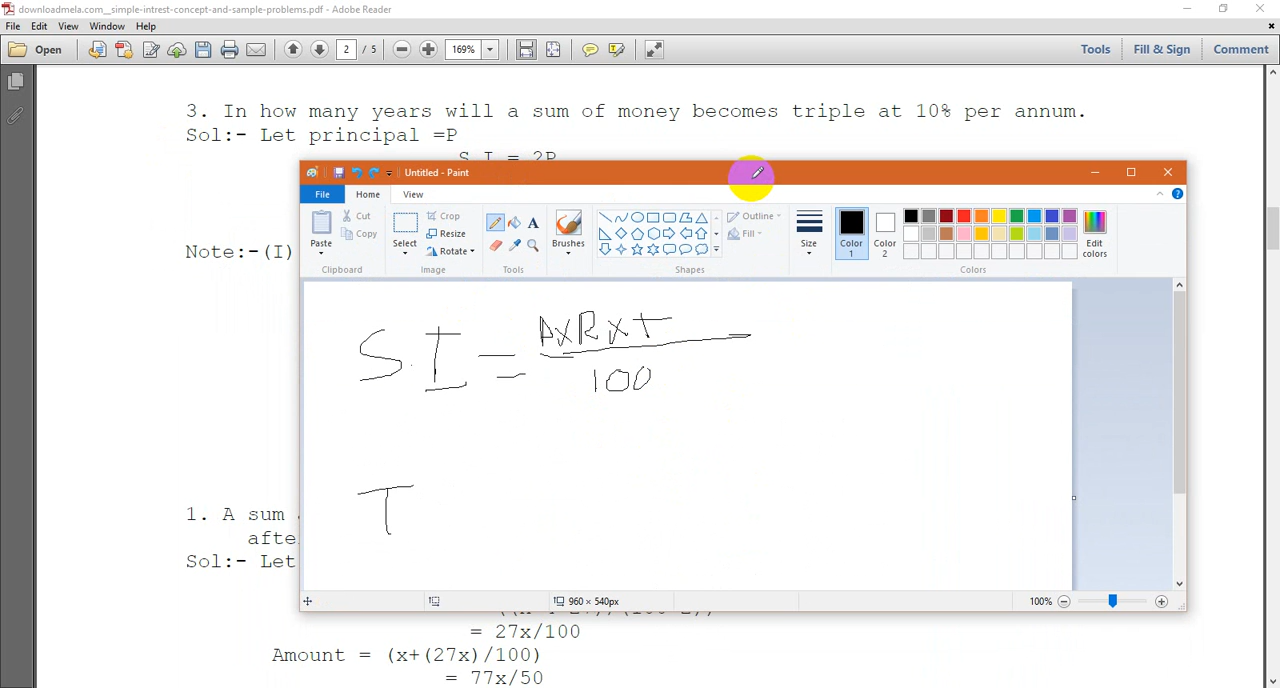 downloadmela.com__simple-intrest-concept-and-sample-problems.pdf - Adobe Reader
File Edit View Window Help
Open 2 / 5 169% Tools Fill & Sign Comment
3. In how many years will a sum of money becomes triple at 10% per annum.
Sol:- Let principal =P
S.I = 2P
Untitled - Paint
File Home View
Paste Cut Copy Select Crop Resize Rotate A Brushes Outline Fill Size Color 1 Color 2 Edit colors
Clipboard Image Tools Shapes Colors
Note:-(I)
PxRxT
S.I =
100
T
1. A sum
afte
Sol:- Let
960 × 540px 100%
= 27x/100
Amount = (x+(27x)/100)
= 77x/50